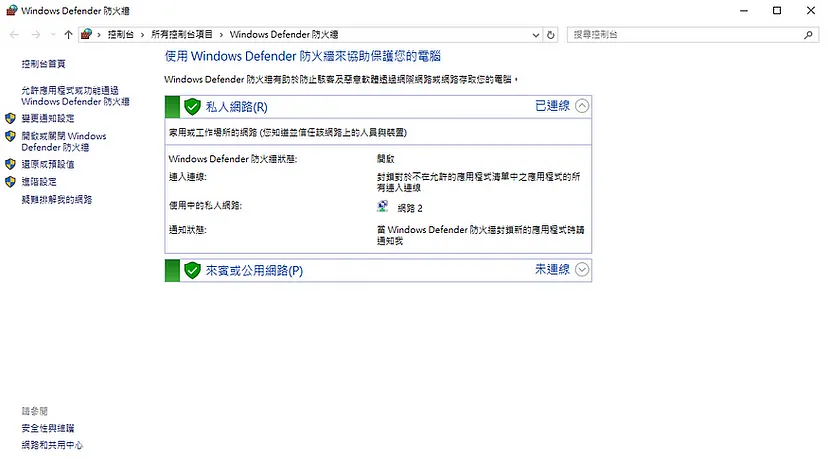 Windows Defender 防火牆
控制台 › 所有控制台項目 › Windows Defender 防火牆
搜尋控制台
控制台首頁
允許應用程式或功能通過
Windows Defender 防火牆
變更通知設定
開啟或關閉 Windows
Defender 防火牆
還原成預設值
進階設定
疑難排解我的網路
使用 Windows Defender 防火牆來協助保護您的電腦
Windows Defender 防火牆有助於防止駭客及惡意軟體透過網際網路或網路存取您的電腦。
私人網路(R)
已連線
家用或工作場所的網路 (您知道並信任該網路上的人員與裝置)
Windows Defender 防火牆狀態:
開啟
連入連線:
封鎖對於不在允許的應用程式清單中之應用程式的所
有連入連線
使用中的私人網路:
網路 2
通知狀態:
當 Windows Defender 防火牆封鎖新的應用程式時請
通知我
來賓或公用網路(P)
未連線
請參閱
安全性與維護
網路和共用中心